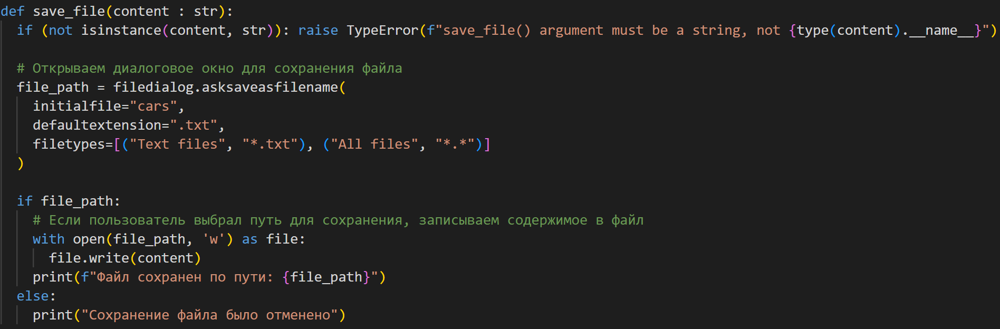 def save_file(content : str):
  if (not isinstance(content, str)): raise TypeError(f"save_file() argument must be a string, not {type(content).__name__}")
  # Открываем диалоговое окно для сохранения файла
  file_path = filedialog.asksaveasfilename(
    initialfile="cars",
    defaultextension=".txt",
    filetypes=[("Text files", "*.txt"), ("All files", "*.*")]
  )
  if file_path:
    # Если пользователь выбрал путь для сохранения, записываем содержимое в файл
    with open(file_path, 'w') as file:
      file.write(content)
    print(f"Файл сохранен по пути: {file_path}")
  else:
    print("Сохранение файла было отменено")